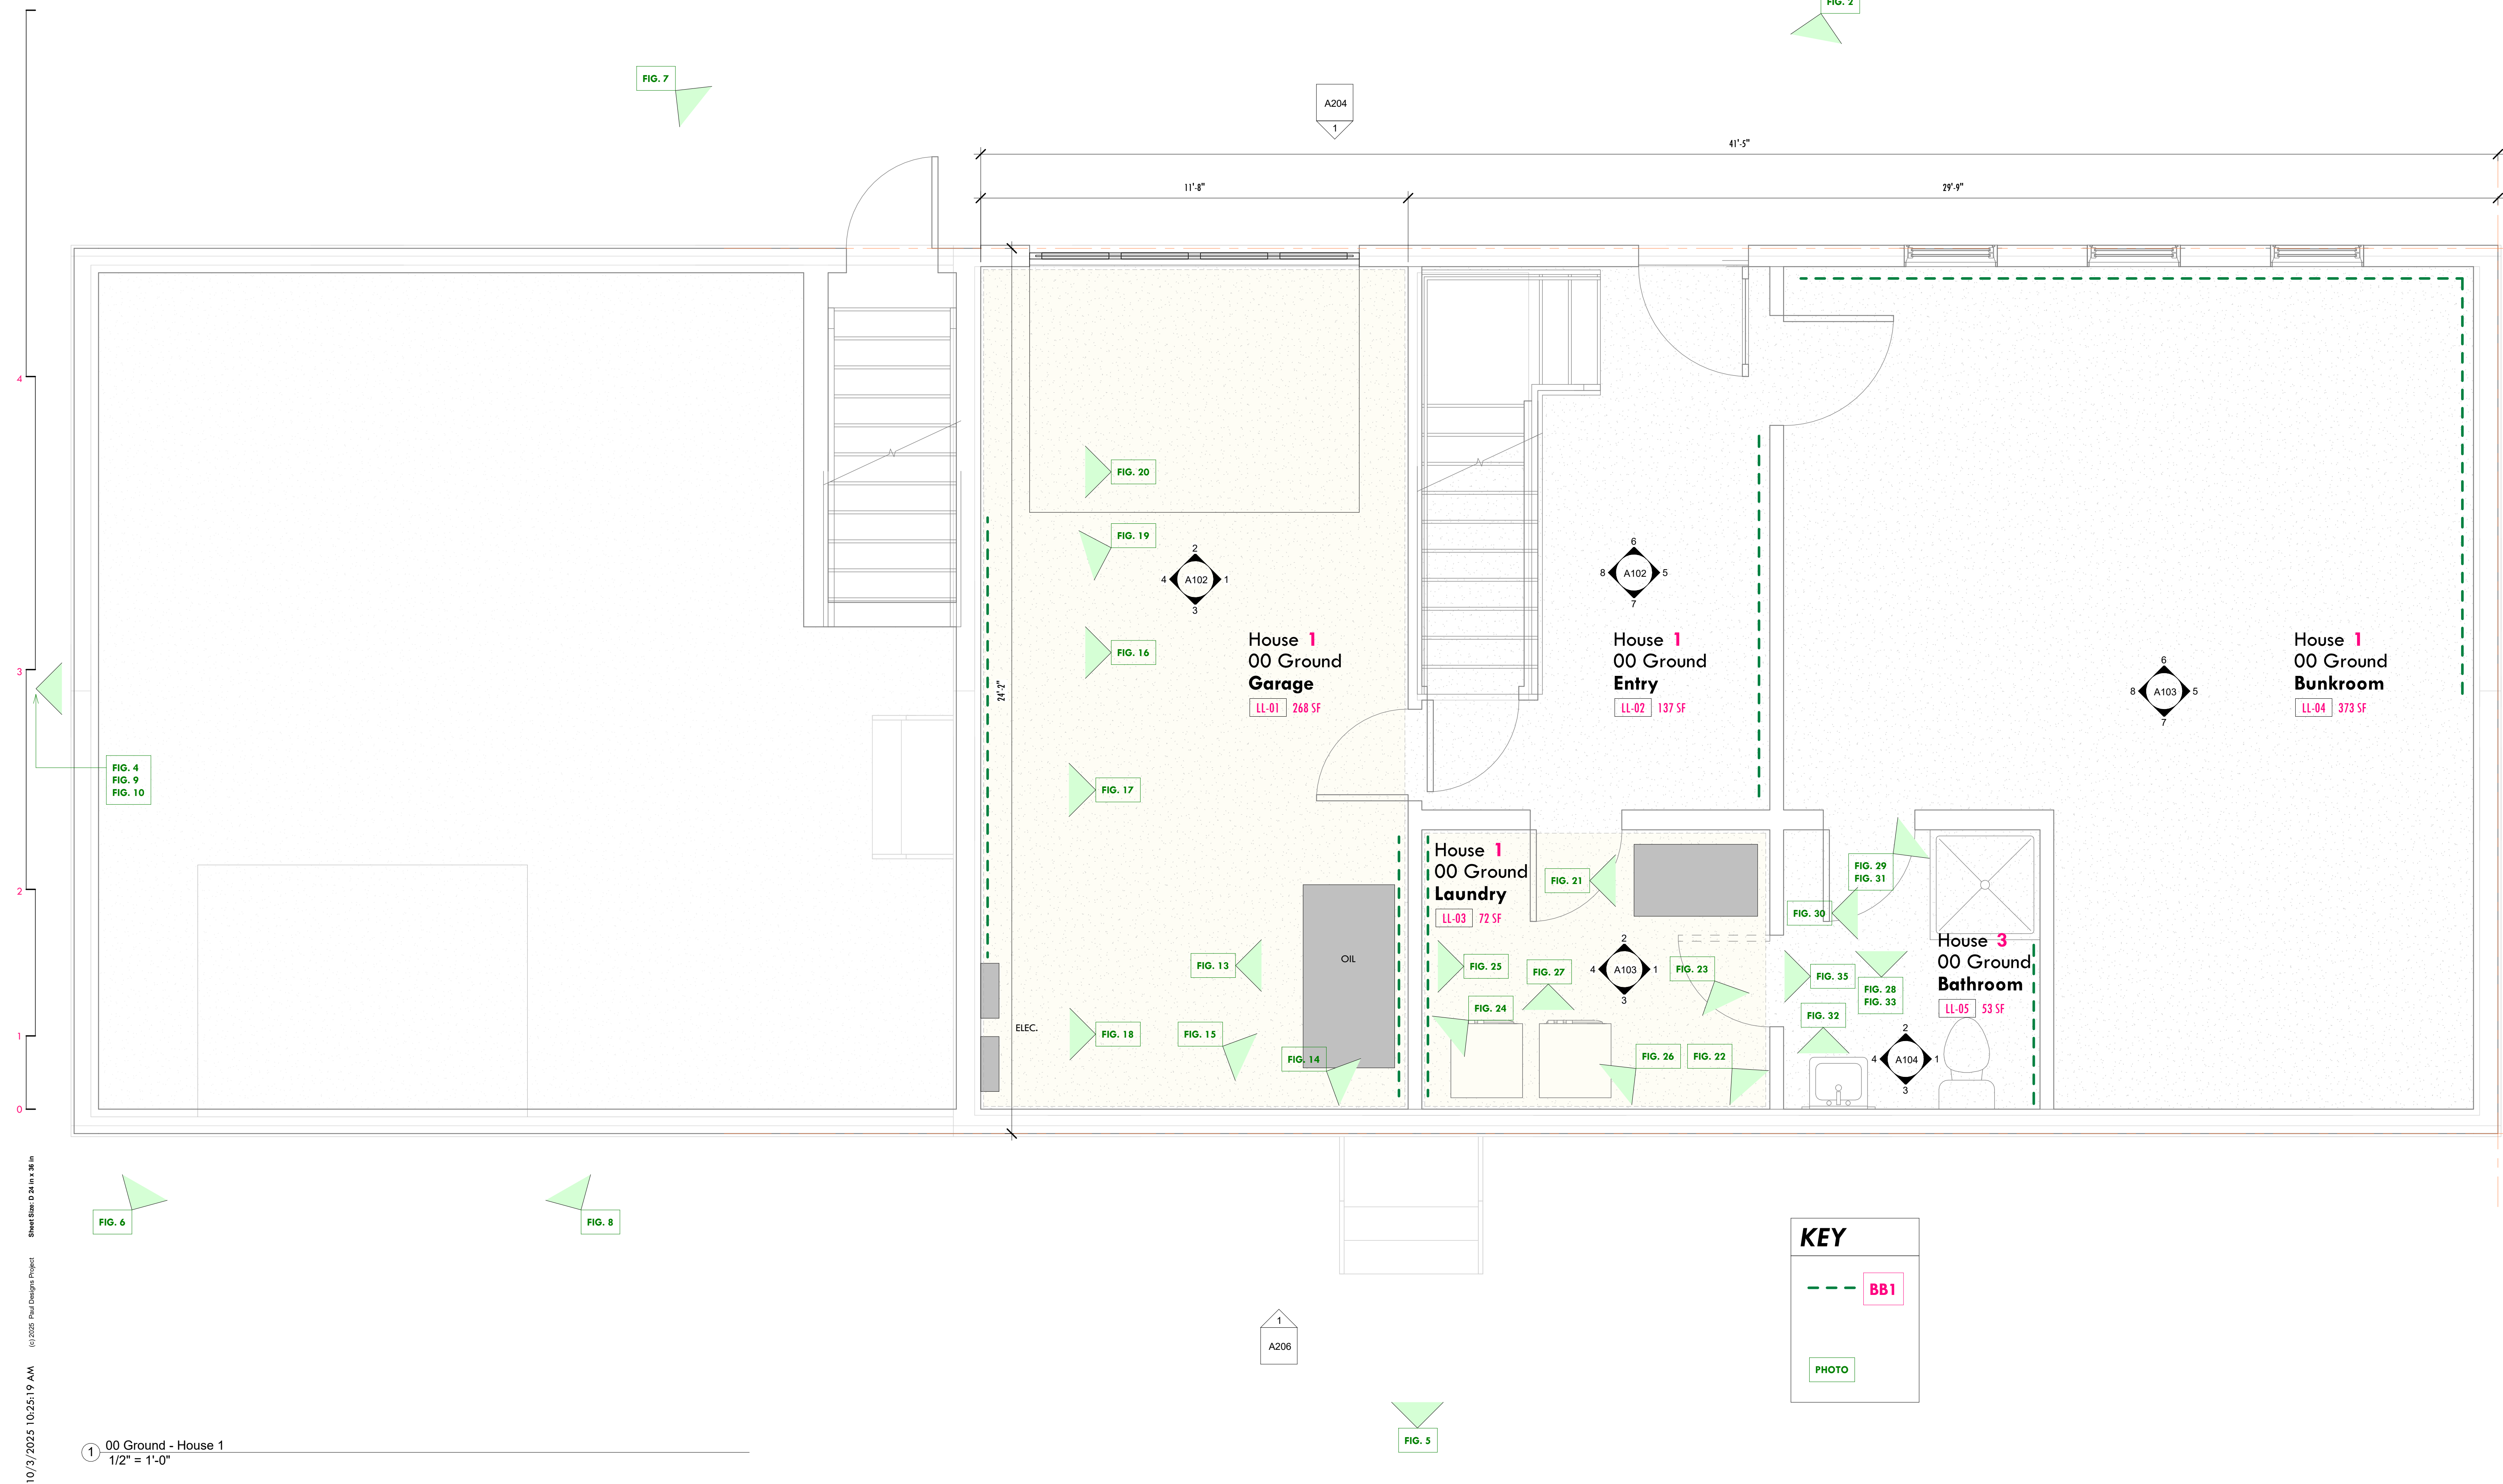 FIG. 2
FIG. 7
A204
1
41'-5"
11'-8"
29'-9"
4
3
2
1
0
FIG. 20
FIG. 19
2
4 A102 1
3
6
8 A102 5
7
FIG. 16
House 1
00 Ground
Garage
LL-01 268 SF
24'-2"
House 1
00 Ground
Entry
LL-02 137 SF
6
8 A103 5
7
House 1
00 Ground
Bunkroom
LL-04 373 SF
FIG. 4
FIG. 9
FIG. 10
FIG. 17
House 1
00 Ground
Laundry
LL-03 72 SF
FIG. 21
FIG. 29
FIG. 31
FIG. 30
House 3
00 Ground
Bathroom
LL-05 53 SF
OIL
FIG. 13
FIG. 25
FIG. 27
2
4 A103 1
3
FIG. 23
FIG. 35
FIG. 28
FIG. 33
FIG. 24
FIG. 32
ELEC.
FIG. 18
FIG. 15
FIG. 14
FIG. 26
FIG. 22
2
4 A104 1
3
FIG. 6
FIG. 8
KEY
BB1
PHOTO
1
A206
FIG. 5
1 00 Ground - House 1
1/2" = 1'-0"
10/3/2025 10:25:19 AM (c) 2025 Paul Designs Project Sheet Size: D 24 in x 36 in